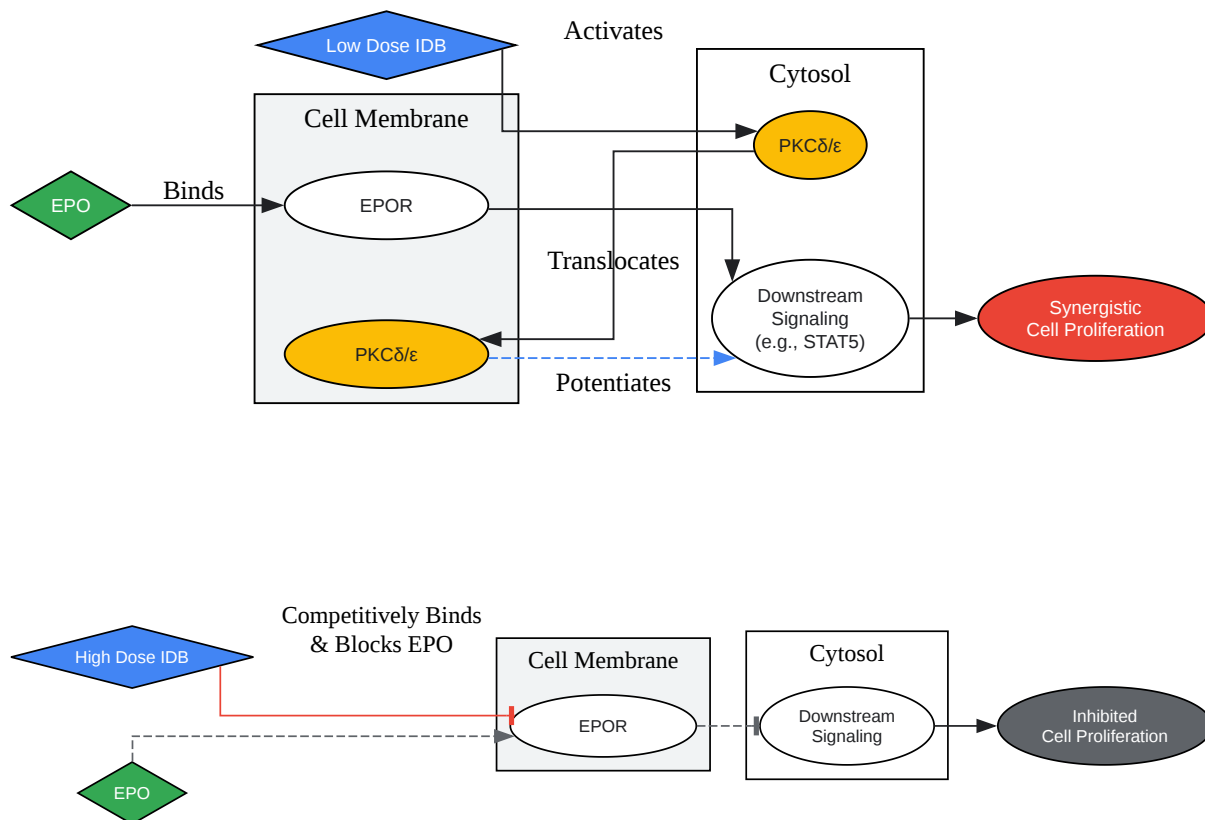 Low Dose IDB
Activates
Cytosol
Cell Membrane
PKCδ/ε
EPO
Binds
EPOR
Translocates
Downstream
Signaling
(e.g., STAT5)
Synergistic
Cell Proliferation
PKCδ/ε
Potentiates
Competitively Binds
& Blocks EPO
High Dose IDB
Cell Membrane
Cytosol
EPOR
Downstream
Signaling
Inhibited
Cell Proliferation
EPO